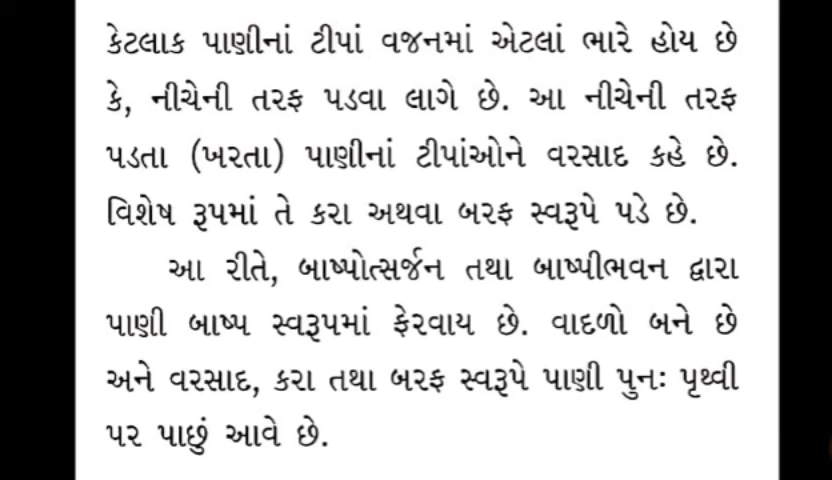 કેટલાક પાણીનાં ટીપાં વજનમાં એટલાં ભારે હોય છે
કે, નીચેની તરફ પડવા લાગે છે. આ નીચેની તરફ
પડતા (ખરતા) પાણીનાં ટીપાંઓને વરસાદ કહે છે.
વિશેષ રૂપમાં તે કરા અથવા બરફ સ્વરૂપે પડે છે.
આ રીતે, બાષ્પોત્સર્જન તથા બાષ્પીભવન દ્વારા
પાણી બાષ્પ સ્વરૂપમાં ફેરવાય છે. વાદળો બને છે
અને વરસાદ, કરા તથા બરફ સ્વરૂપે પાણી પુનઃ પૃથ્વી
પર પાછું આવે છે.